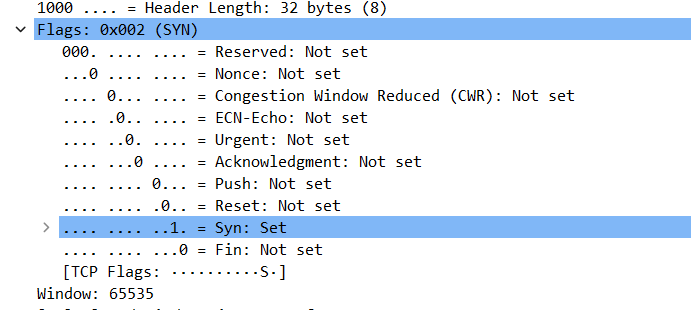 1000 .... = Header Length: 32 bytes (8)
Flags: 0x002 (SYN)
000. .... .... = Reserved: Not set
...0 .... .... = Nonce: Not set
.... 0... .... = Congestion Window Reduced (CWR): Not set
.... .0.. .... = ECN-Echo: Not set
.... ..0. .... = Urgent: Not set
.... ...0 .... = Acknowledgment: Not set
.... .... 0... = Push: Not set
.... .... .0.. = Reset: Not set
.... .... ..1. = Syn: Set
.... .... ...0 = Fin: Not set
[TCP Flags: ··········S·]
Window: 65535